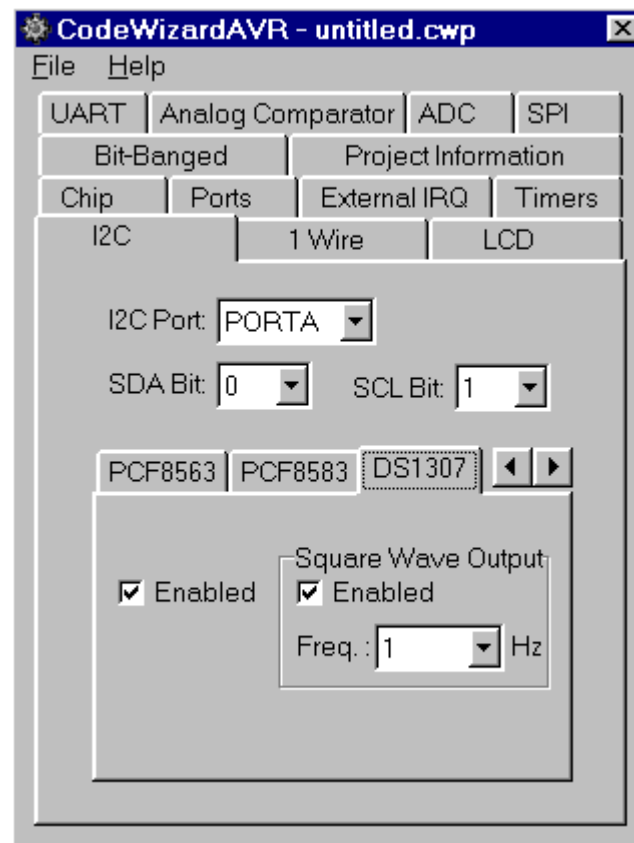 CodeWizardAVR - untitled.cwp
File Help
UART Analog Comparator ADC SPI
Bit-Banged Project Information
Chip Ports External IRQ Timers
I2C 1 Wire LCD
I2C Port: PORTA
SDA Bit: 0 SCL Bit: 1
PCF8563 PCF8583 DS1307
Square Wave Output
Enabled Enabled
Freq. : 1 Hz